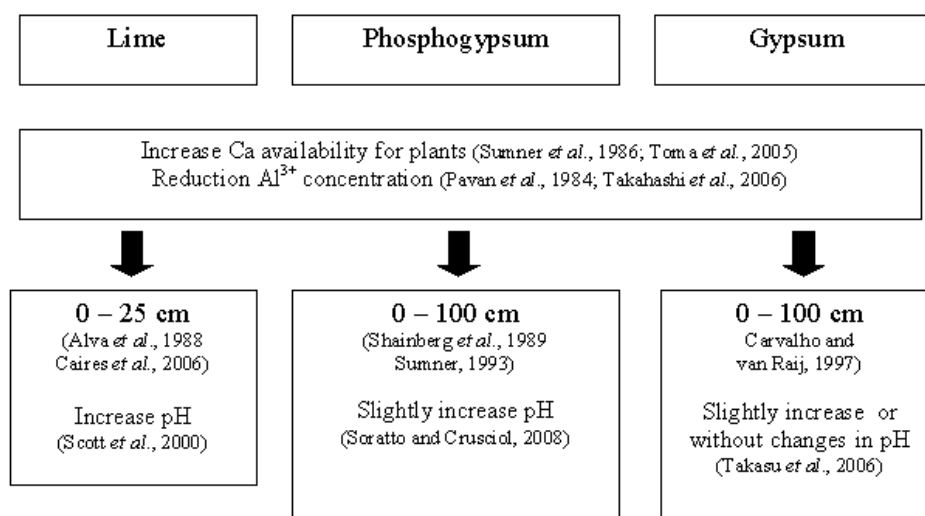 Lime
Phosphogypsum
Gypsum
Increase Ca availability for plants (Sumner et al., 1986; Toma et al., 2005)
Reduction Al³⁺ concentration (Pavan et al., 1984; Takahashi et al., 2006)
0 – 25 cm
(Alva et al., 1988
Caires et al., 2006)
Increase pH
(Scott et al., 2000)
0 – 100 cm
(Shainberg et al., 1989
Sumner, 1993)
Slightly increase pH
(Soratto and Crusciol, 2008)
0 – 100 cm
Carvalho and
van Raij, 1997)
Slightly increase or
without changes in pH
(Takasu et al., 2006)